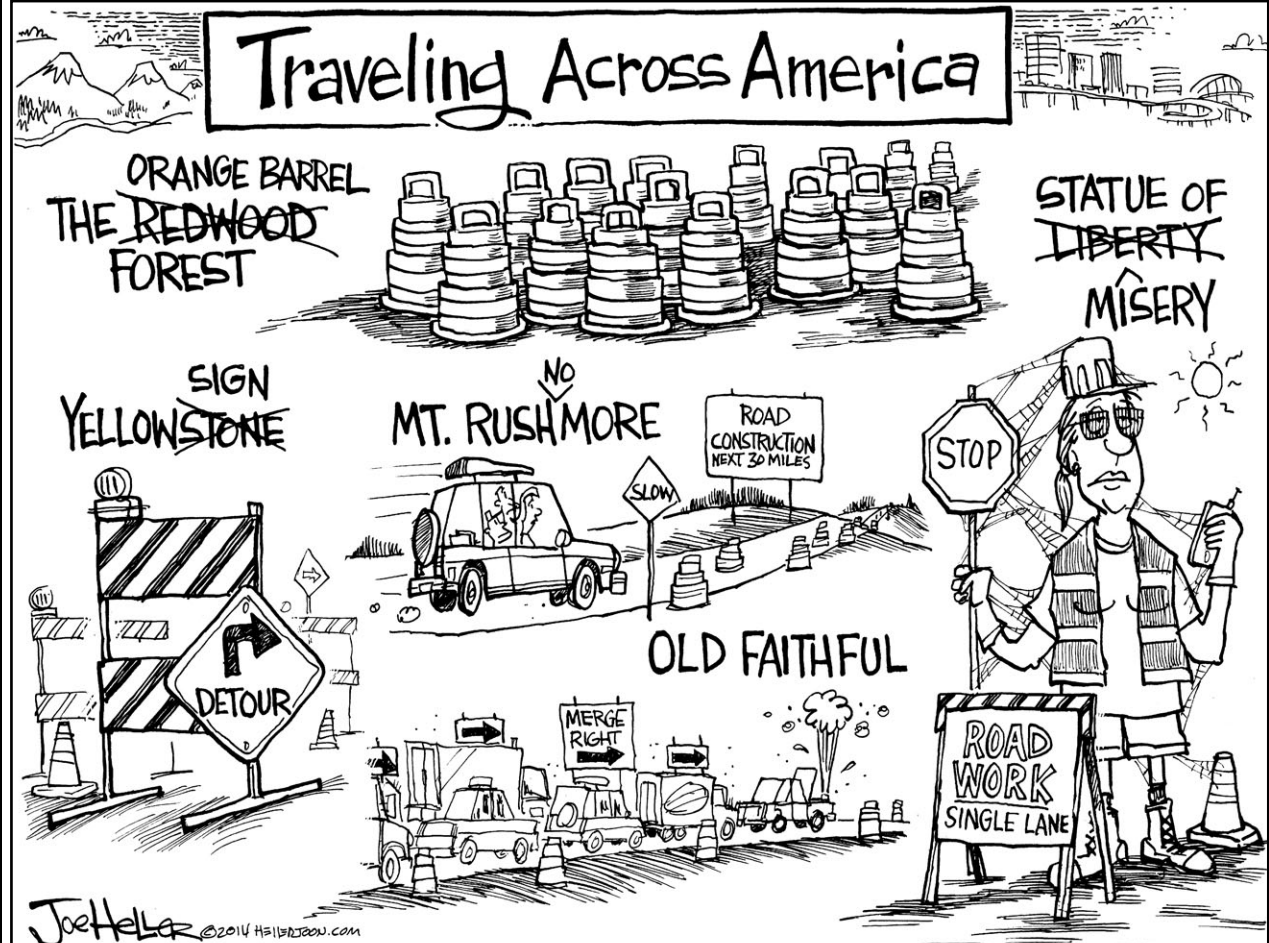 Traveling Across America
ORANGE BARREL
THE REDWOOD
FOREST
STATUE OF
LIBERTY
MISERY
SIGN
YELLOWSTONE
NO
MT. RUSHMORE
ROAD
CONSTRUCTION
NEXT 30 MILES
SLOW
STOP
DETOUR
OLD FAITHFUL
MERGE
RIGHT
ROAD
WORK
SINGLE LANE
Joe Heller ©2014 HELLERTOON.COM